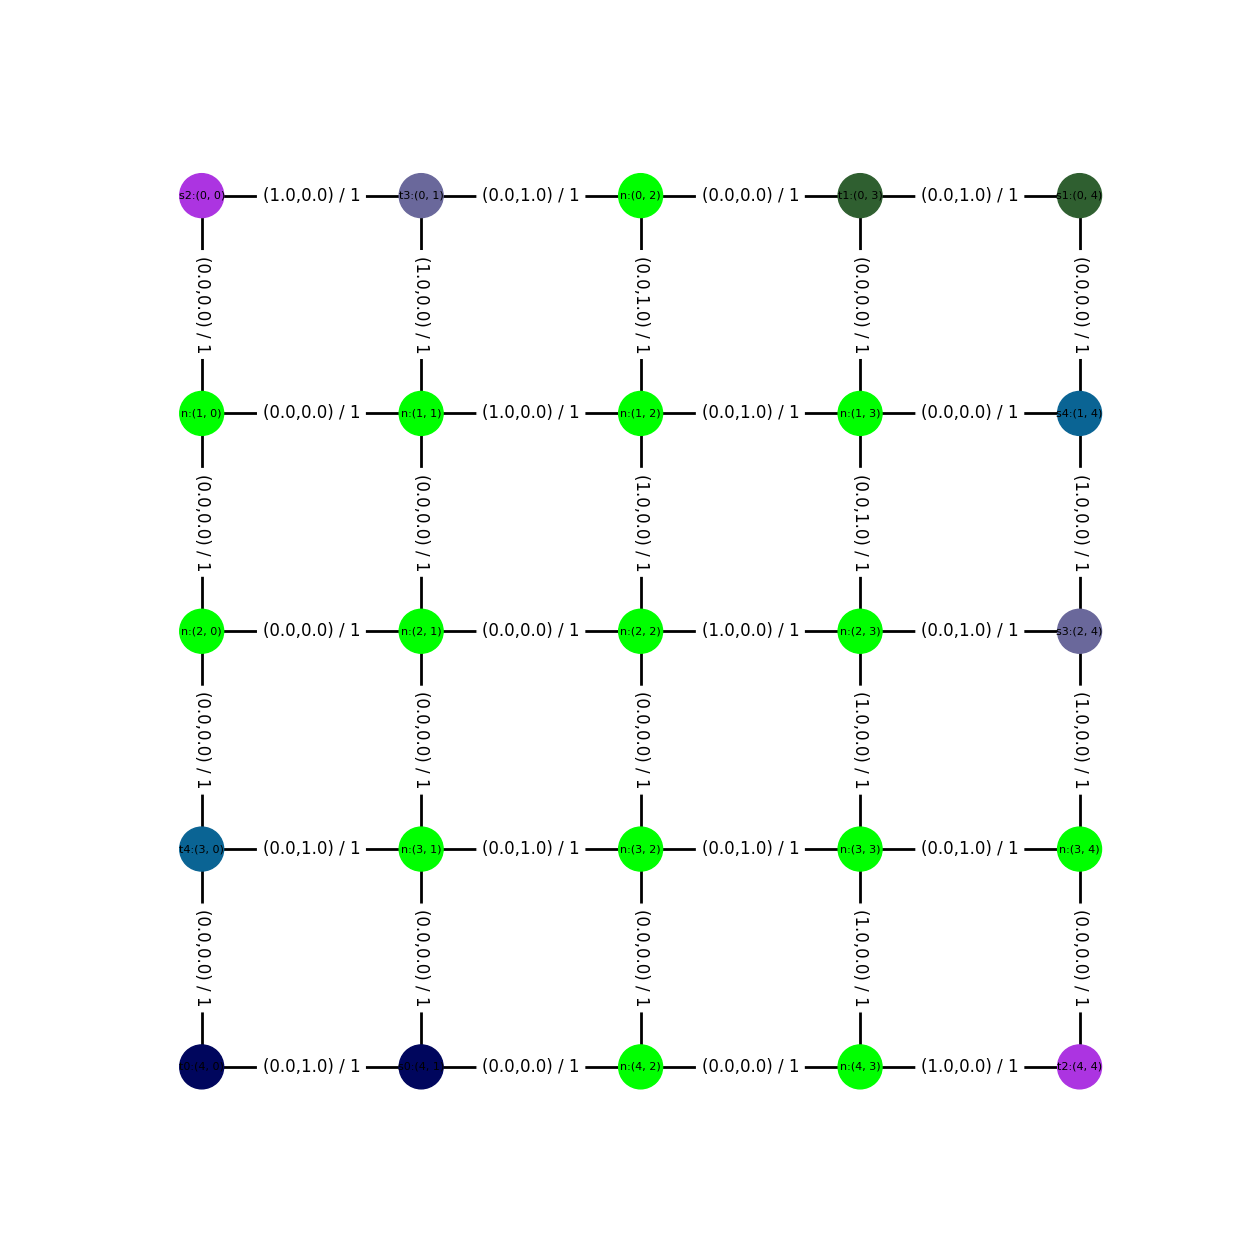 s2:(0, 0) (1.0,0.0) / 1 t3:(0, 1) (0.0,1.0) / 1 n:(0, 2) (0.0,0.0) / 1 t1:(0, 3) (0.0,1.0) / 1 s1:(0, 4)
(0.0,0.0) / 1 (1.0,0.0) / 1 (0.0,1.0) / 1 (0.0,0.0) / 1 (0.0,0.0) / 1
n:(1, 0) (0.0,0.0) / 1 n:(1, 1) (1.0,0.0) / 1 n:(1, 2) (0.0,1.0) / 1 n:(1, 3) (0.0,0.0) / 1 s4:(1, 4)
(0.0,0.0) / 1 (0.0,0.0) / 1 (1.0,0.0) / 1 (0.0,1.0) / 1 (1.0,0.0) / 1
n:(2, 0) (0.0,0.0) / 1 n:(2, 1) (0.0,0.0) / 1 n:(2, 2) (1.0,0.0) / 1 n:(2, 3) (0.0,1.0) / 1 s3:(2, 4)
(0.0,0.0) / 1 (0.0,0.0) / 1 (0.0,0.0) / 1 (1.0,0.0) / 1 (1.0,0.0) / 1
t4:(3, 0) (0.0,1.0) / 1 n:(3, 1) (0.0,1.0) / 1 n:(3, 2) (0.0,1.0) / 1 n:(3, 3) (0.0,1.0) / 1 n:(3, 4)
(0.0,0.0) / 1 (0.0,0.0) / 1 (0.0,0.0) / 1 (1.0,0.0) / 1 (0.0,0.0) / 1
(0.0,1.0) / 1 (0.0,0.0) / 1 n:(4, 2) (0.0,0.0) / 1 n:(4, 3) (1.0,0.0) / 1 t2:(4, 4)